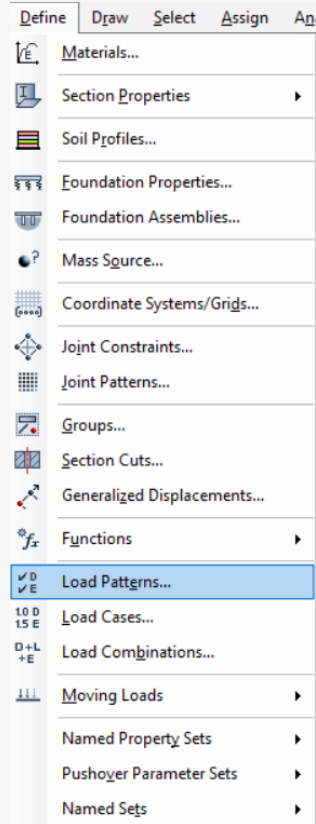 Define Draw Select Assign
Materials...
Section Properties
Soil Profiles...
Foundation Properties...
Foundation Assemblies...
Mass Source...
Coordinate Systems/Grids...
Joint Constraints...
Joint Patterns...
Groups...
Section Cuts...
Generalized Displacements...
Functions
Load Patterns...
Load Cases...
Load Combinations...
Moving Loads
Named Property Sets
Pushover Parameter Sets
Named Sets